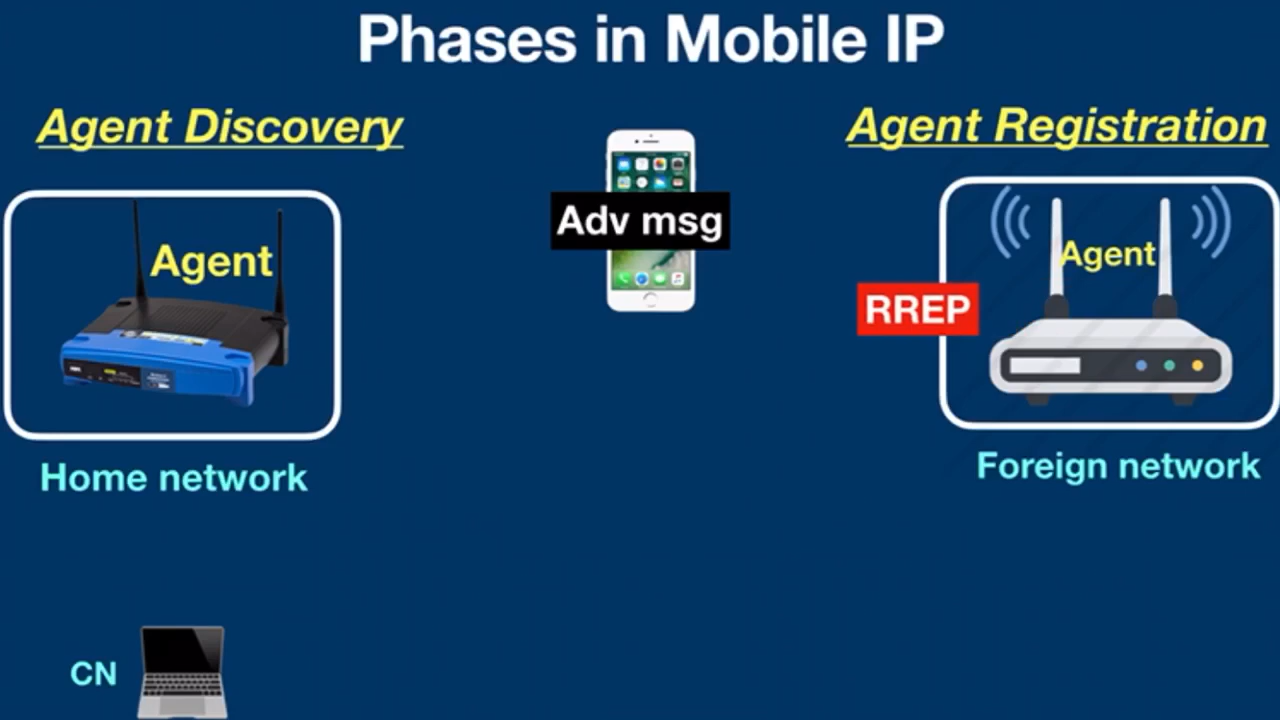 Phases in Mobile IP
Agent Discovery
Agent Registration
Adv msg
Agent
Agent
RREP
Home network
Foreign network
CN